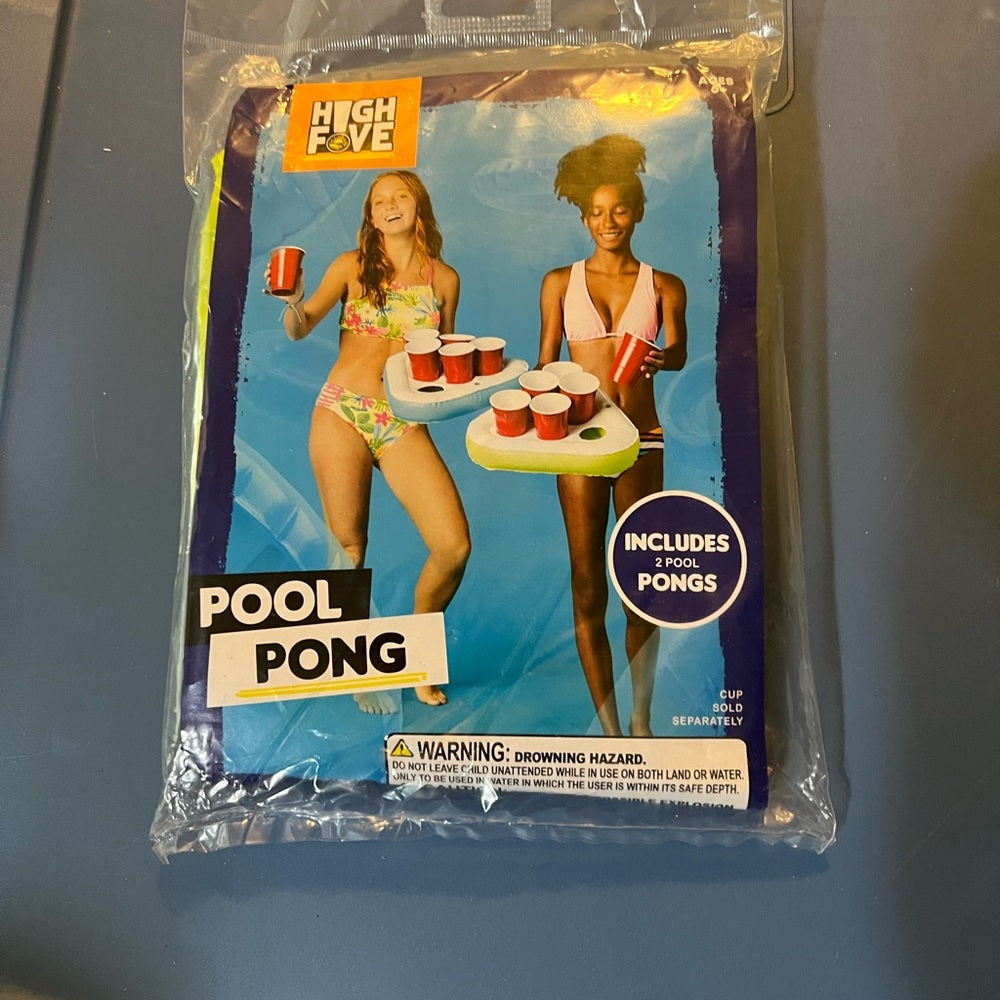 AGES
HIGH
FIVE
INCLUDES
2 POOL
PONGS
POOL
PONG
CUP
SOLD
SEPARATELY
WARNING: DROWNING HAZARD.
DO NOT LEAVE CHILD UNATTENDED WHILE IN USE ON BOTH LAND OR WATER.
ONLY TO BE USED IN WATER IN WHICH THE USER IS WITHIN ITS SAFE DEPTH.
EXPLOSION